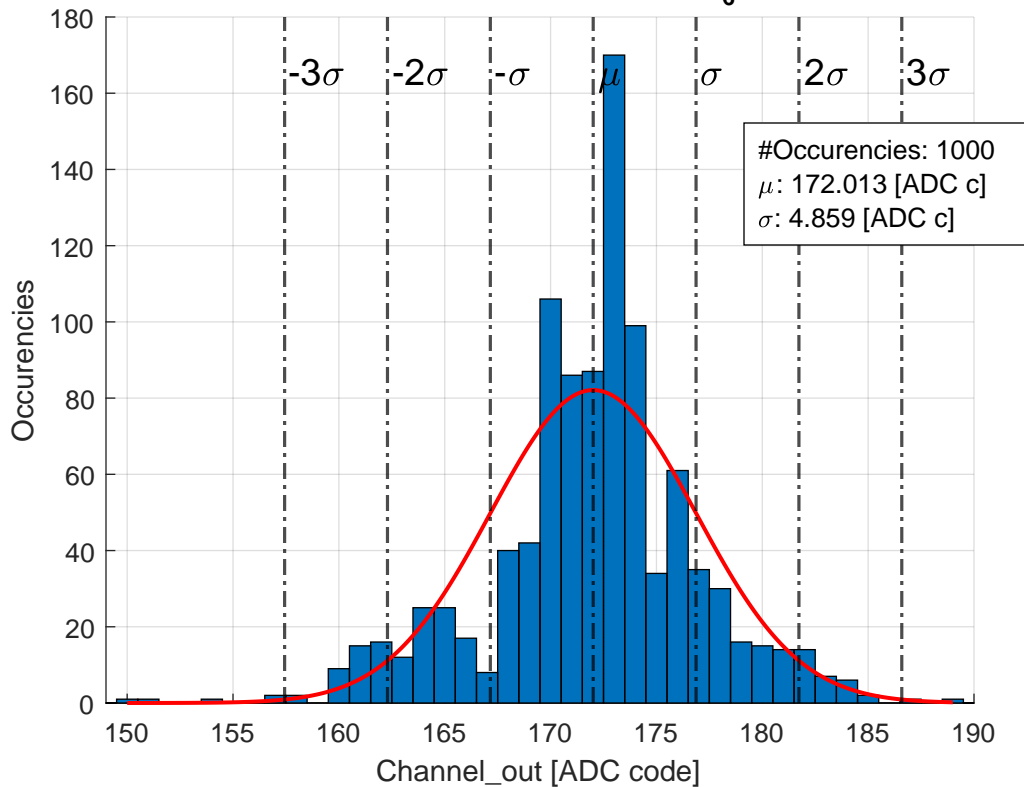 180
160
140
120
100
80
60
40
20
0
-3σ
-2σ
-σ
μ
σ
2σ
3σ
#Occurencies: 1000
μ: 172.013 [ADC c]
σ: 4.859 [ADC c]
Occurencies
150 155 160 165 170 175 180 185 190
Channel_out [ADC code]